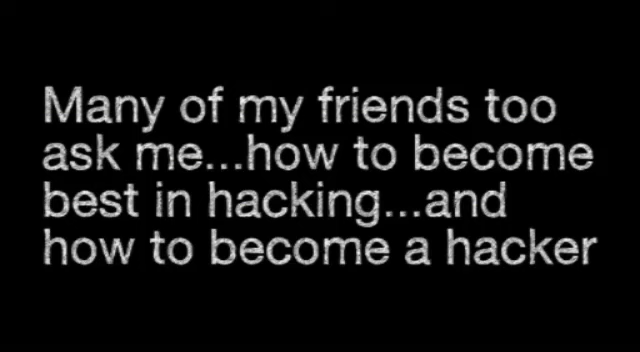 Many of my friends too
ask me...how to become
best in hacking...and
how to become a hacker